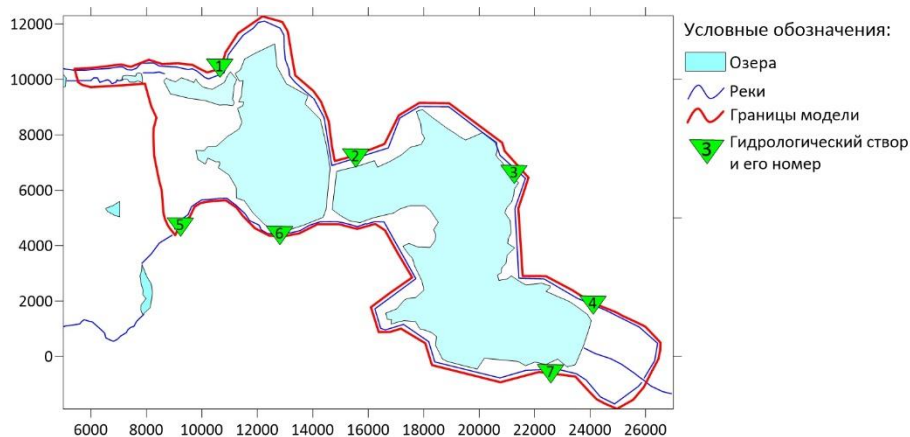 12000
10000
8000
6000
4000
2000
0
6000 8000 10000 12000 14000 16000 18000 20000 22000 24000 26000
1
2
3
4
5
6
7
Условные обозначения:
Озера
Реки
Границы модели
3 Гидрологический створ
и его номер